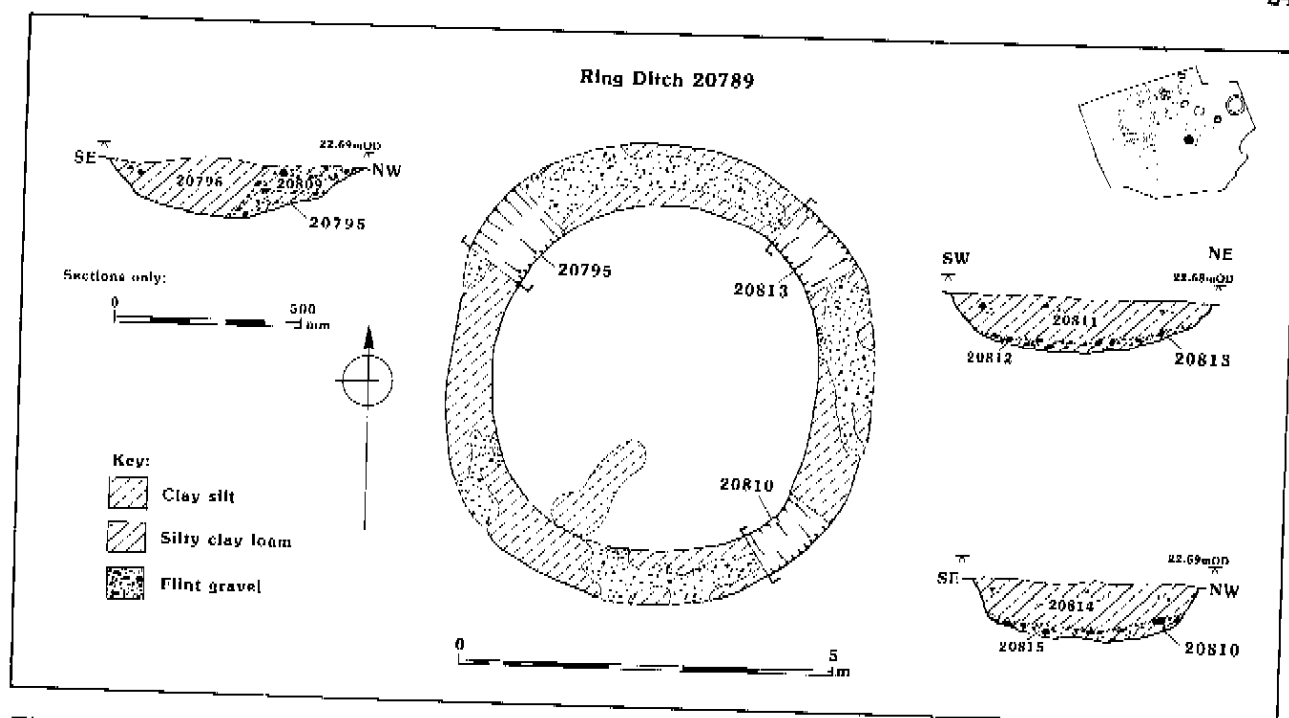 Ring Ditch 20789
SE
22.69mOD
NW
20796
20809
20795
Sections only:
0
500
mm
20795
20813
SW
NE
22.68mOD
20811
20812
20813
Key:
Clay silt
Silty clay loam
Flint gravel
20810
0
5
m
SE
22.69mOD
NW
20814
20815
20810